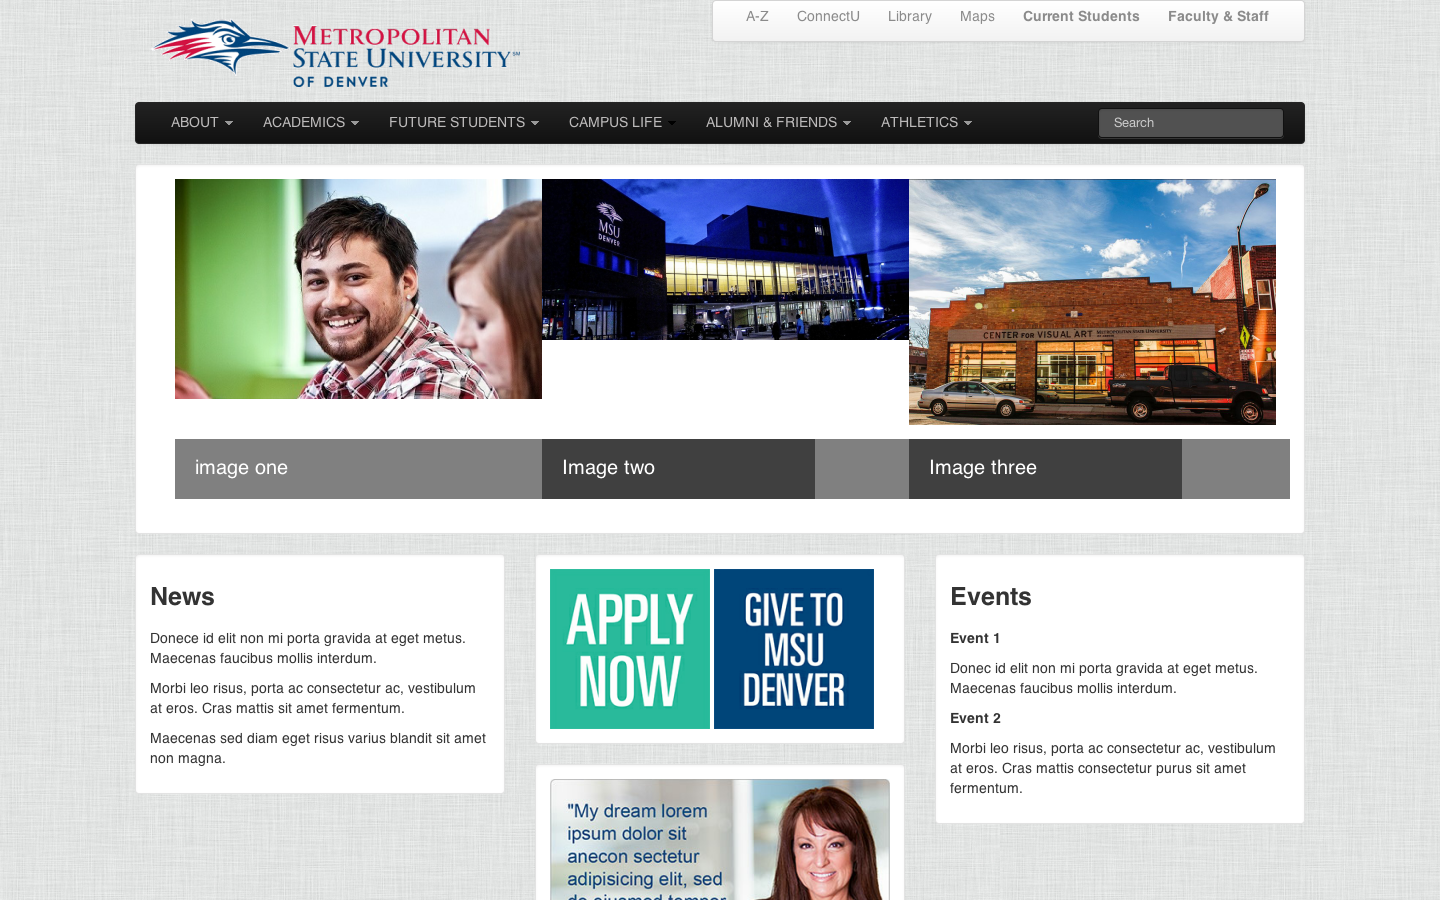 A-Z ConnectU Library Maps Current Students Faculty & Staff
METROPOLITAN
STATE UNIVERSITY℠
OF DENVER
ABOUT ACADEMICS FUTURE STUDENTS CAMPUS LIFE ALUMNI & FRIENDS ATHLETICS Search
MSU
DENVER
CENTER FOR VISUAL ART METROPOLITAN STATE UNIVERSITY
image one
Image two
Image three
News
Donece id elit non mi porta gravida at eget metus.
Maecenas faucibus mollis interdum.
Morbi leo risus, porta ac consectetur ac, vestibulum
at eros. Cras mattis sit amet fermentum.
Maecenas sed diam eget risus varius blandit sit amet
non magna.
APPLY
NOW
GIVE TO
MSU
DENVER
"My dream lorem
ipsum dolor sit
anecon sectetur
adipisicing elit, sed
do eiusmod tempor
Events
Event 1
Donec id elit non mi porta gravida at eget metus.
Maecenas faucibus mollis interdum.
Event 2
Morbi leo risus, porta ac consectetur ac, vestibulum
at eros. Cras mattis consectetur purus sit amet
fermentum.